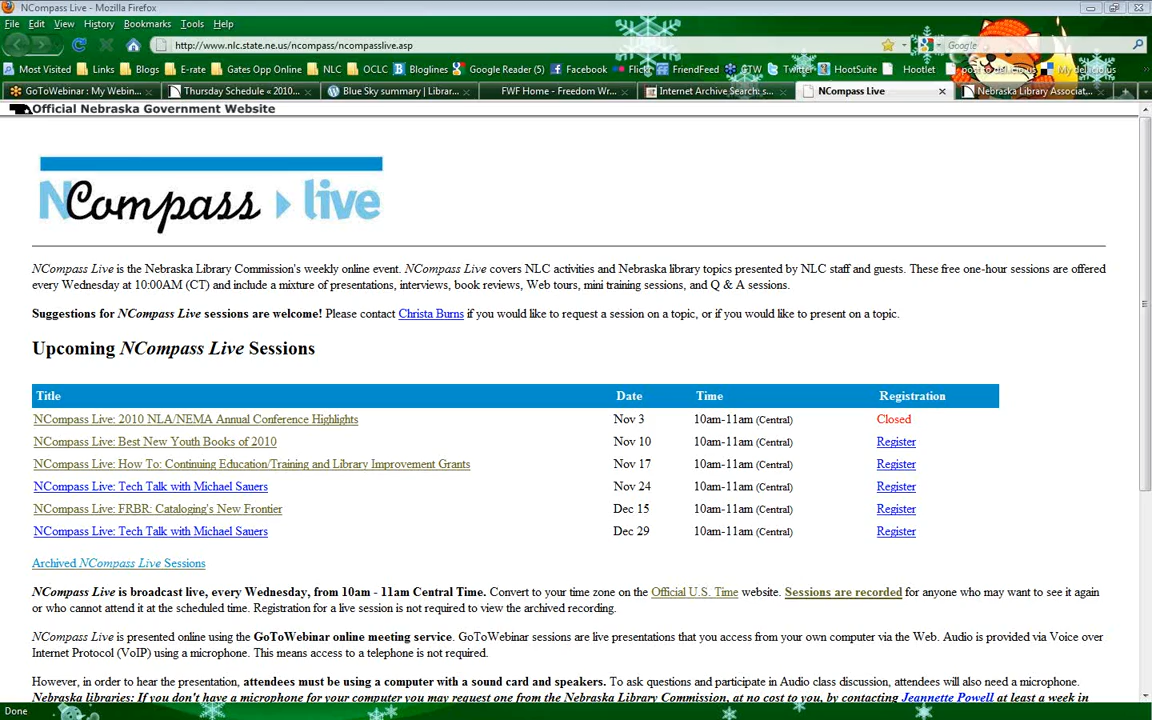 NCompass Live - Mozilla Firefox
File Edit View History Bookmarks Tools Help
http://www.nlc.state.ne.us/ncompass/ncompasslive.asp Google
Most Visited Links Blogs E-rate Gates Opp Online NLC OCLC Bloglines Google Reader (5) Facebook Flickr FriendFeed GTW Twitter HootSuite Hootlet post to delicious My delicious
GoToWebinar : My Webin... Thursday Schedule « 2010... Blue Sky summary | Librar... FWF Home - Freedom Wr... Internet Archive Search: s... NCompass Live Nebraska Library Associat...
Official Nebraska Government Website
NCompass live
NCompass Live is the Nebraska Library Commission's weekly online event. NCompass Live covers NLC activities and Nebraska library topics presented by NLC staff and guests. These free one-hour sessions are offered
every Wednesday at 10:00AM (CT) and include a mixture of presentations, interviews, book reviews, Web tours, mini training sessions, and Q & A sessions.
Suggestions for NCompass Live sessions are welcome! Please contact Christa Burns if you would like to request a session on a topic, or if you would like to present on a topic.
Upcoming NCompass Live Sessions
Title Date Time Registration
NCompass Live: 2010 NLA/NEMA Annual Conference Highlights Nov 3 10am-11am (Central) Closed
NCompass Live: Best New Youth Books of 2010 Nov 10 10am-11am (Central) Register
NCompass Live: How To: Continuing Education/Training and Library Improvement Grants Nov 17 10am-11am (Central) Register
NCompass Live: Tech Talk with Michael Sauers Nov 24 10am-11am (Central) Register
NCompass Live: FRBR: Cataloging's New Frontier Dec 15 10am-11am (Central) Register
NCompass Live: Tech Talk with Michael Sauers Dec 29 10am-11am (Central) Register
Archived NCompass Live Sessions
NCompass Live is broadcast live, every Wednesday, from 10am - 11am Central Time. Convert to your time zone on the Official U.S. Time website. Sessions are recorded for anyone who may want to see it again
or who cannot attend it at the scheduled time. Registration for a live session is not required to view the archived recording.
NCompass Live is presented online using the GoToWebinar online meeting service. GoToWebinar sessions are live presentations that you access from your own computer via the Web. Audio is provided via Voice over
Internet Protocol (VoIP) using a microphone. This means access to a telephone is not required.
However, in order to hear the presentation, attendees must be using a computer with a sound card and speakers. To ask questions and participate in Audio class discussion, attendees will also need a microphone.
Nebraska libraries: If you don't have a microphone for your computer you may request one from the Nebraska Library Commission, at no cost to you, by contacting Jeannette Powell at least a week in
Done